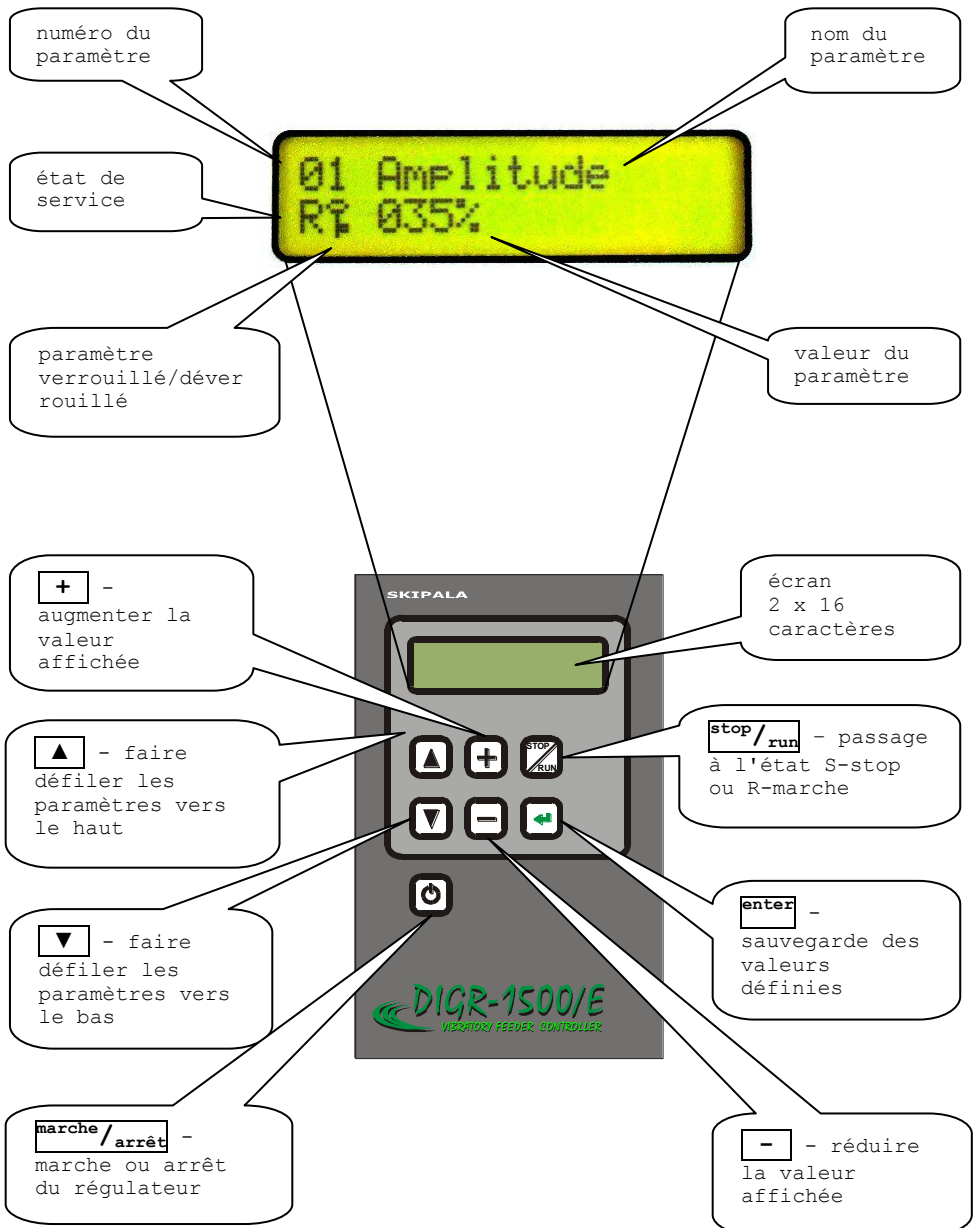 numéro du
paramètre
nom du
paramètre
01 Amplitude
R 035%
état de
service
paramètre
verrouillé/déver
rouillé
valeur du
paramètre
+ -
augmenter la
valeur
affichée
SKIPALA
écran
2 x 16
caractères
▲ - faire
défiler les
paramètres vers
le haut
STOP
RUN
stop/run - passage
à l'état S-stop
ou R-marche
▼ - faire
défiler les
paramètres vers
le bas
enter -
sauvegarde des
valeurs
définies
DIGR-1500/E
VIBRATORY FEEDER CONTROLLER
marche/arrêt -
marche ou arrêt
du régulateur
- - réduire
la valeur
affichée